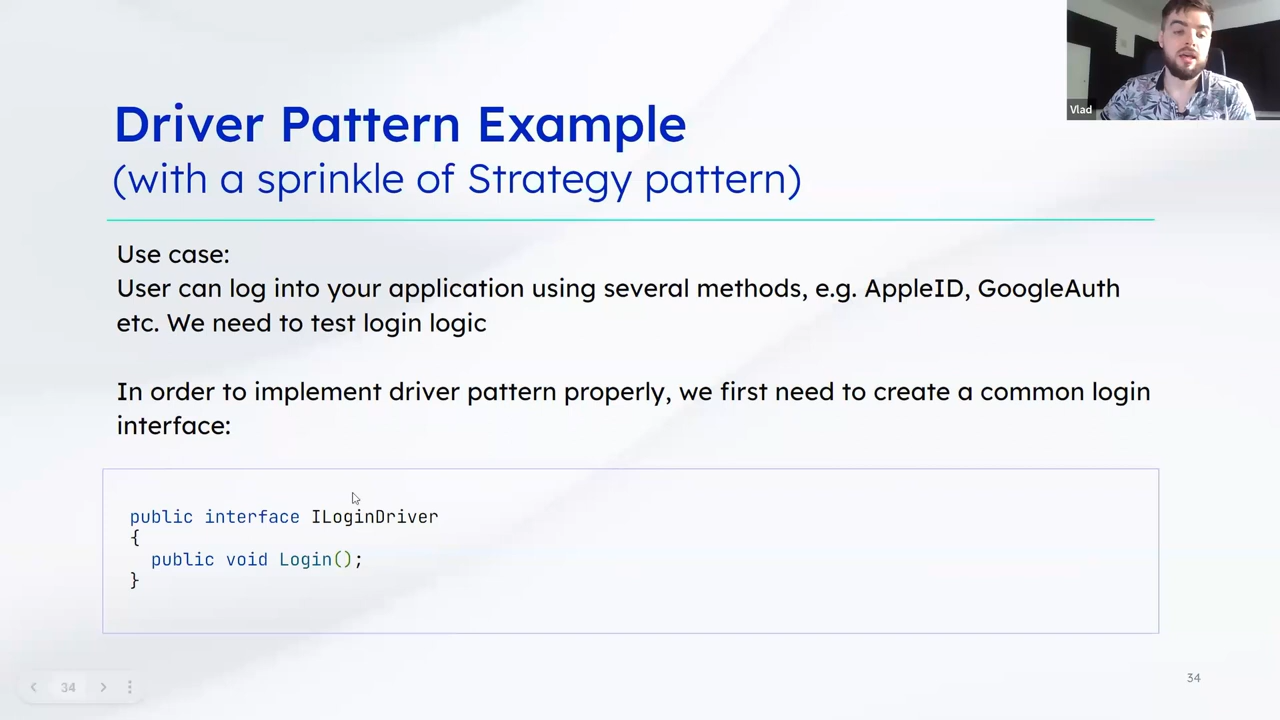 Vlad
Driver Pattern Example
(with a sprinkle of Strategy pattern)
Use case:
User can log into your application using several methods, e.g. AppleID, GoogleAuth
etc. We need to test login logic
In order to implement driver pattern properly, we first need to create a common login
interface:
public interface ILoginDriver
{
  public void Login();
}
34
34